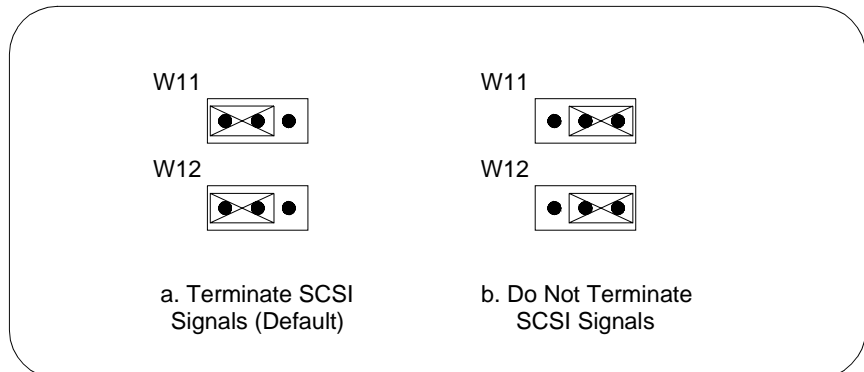 W11
W11
W12
W12
a. Terminate SCSI
Signals (Default)
b. Do Not Terminate
SCSI Signals